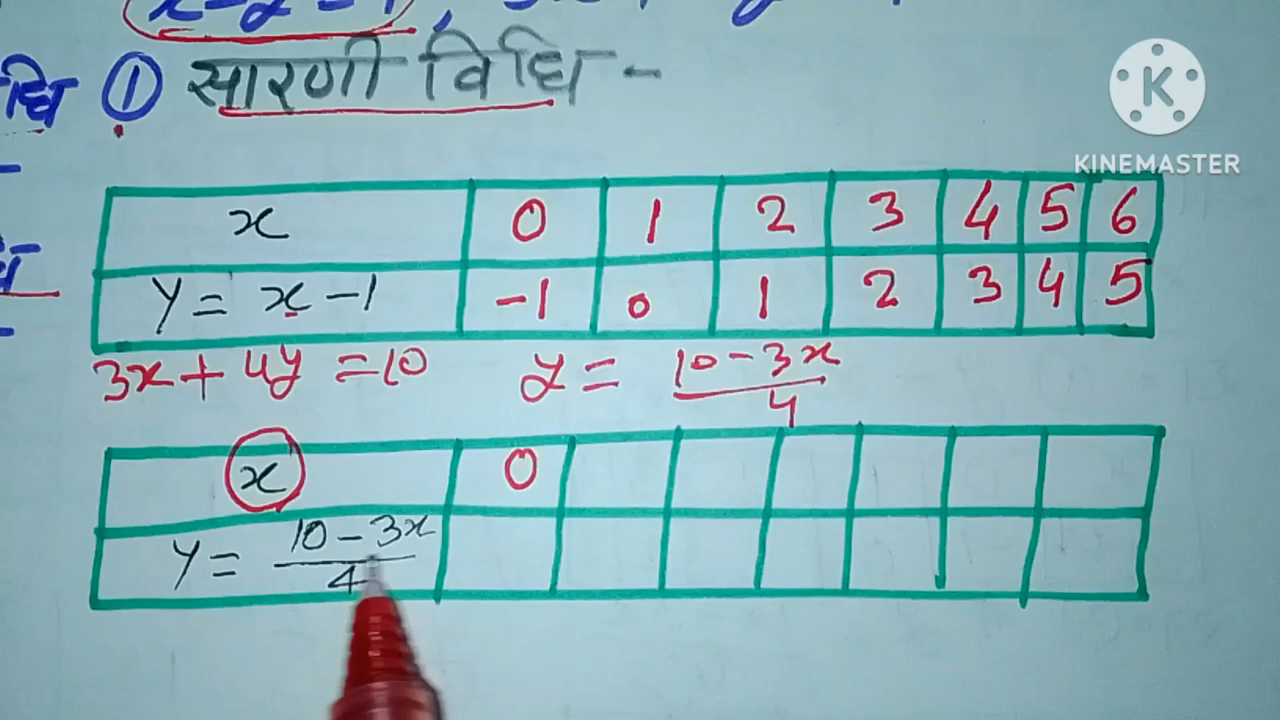 x-y=1,
धि ① सारणी विधि -
K
KINEMASTER
x 0 1 2 3 4 5 6
Y = x-1 -1 0 1 2 3 4 5
3x + 4y = 10 y = 10-3x/4
x 0
Y = 10-3x/4